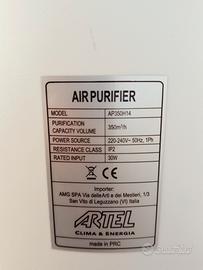 AIR PURIFIER
MODEL AP350H14
PURIFICATION CAPACITY VOLUME 350m³/h
POWER SOURCE 220-240V~ 50Hz, 1Ph
RESISTANCE CLASS IP2
RATED INPUT 30W
Importer:
AMG SPA Via delle Arti e dei Mestieri, 1/3
San Vito di Leguzzano (VI) Italia
ARTEL
CLIMA & ENERGIA
made in PRC
subito